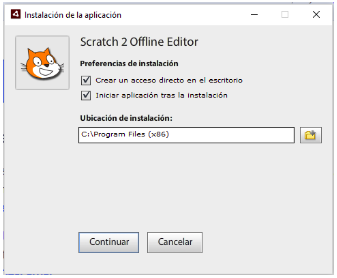 Instalación de la aplicación
Scratch 2 Offline Editor
Preferencias de instalación
Crear un acceso directo en el escritorio
Iniciar aplicación tras la instalación
Ubicación de instalación:
C:\Program Files (x86)
Continuar
Cancelar